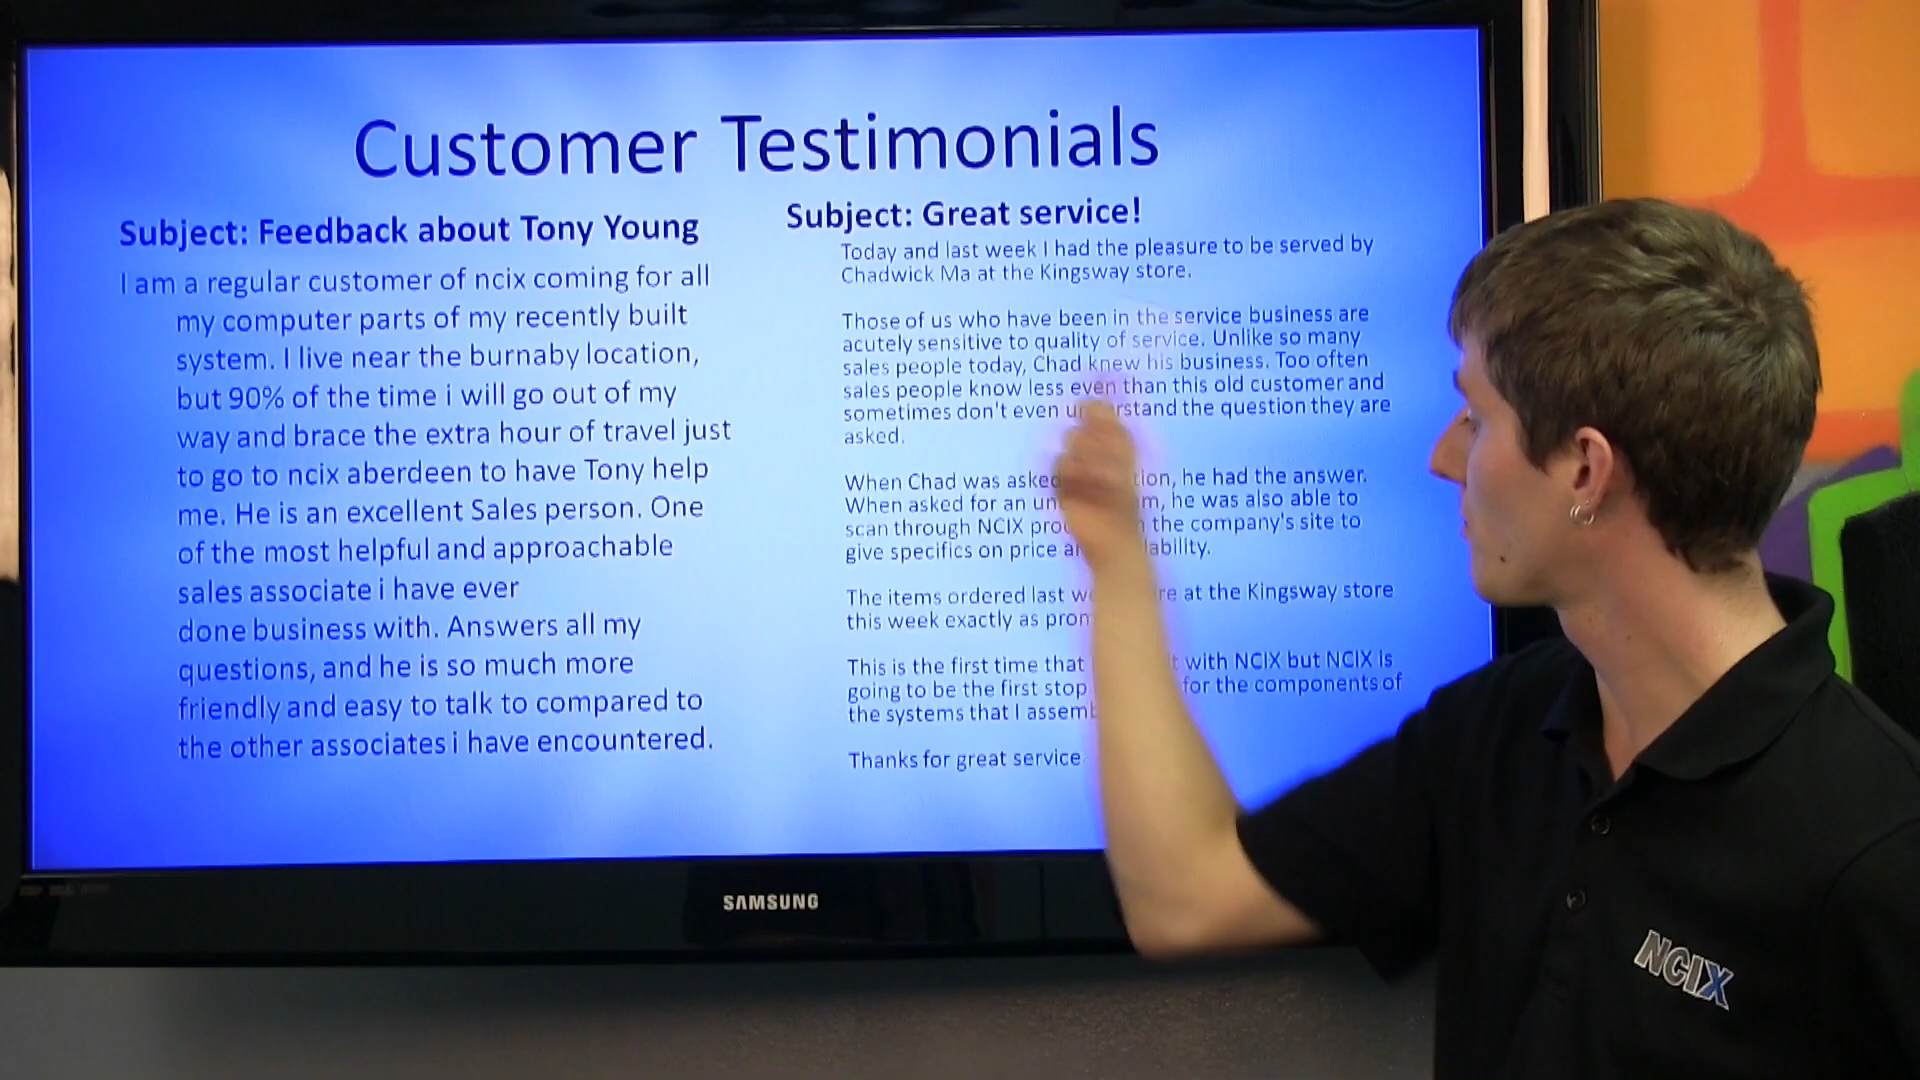 Customer Testimonials
Subject: Feedback about Tony Young
I am a regular customer of ncix coming for all
my computer parts of my recently built
system. I live near the burnaby location,
but 90% of the time i will go out of my
way and brace the extra hour of travel just
to go to ncix aberdeen to have Tony help
me. He is an excellent Sales person. One
of the most helpful and approachable
sales associate i have ever
done business with. Answers all my
questions, and he is so much more
friendly and easy to talk to compared to
the other associates i have encountered.
Subject: Great service!
Today and last week I had the pleasure to be served by
Chadwick Ma at the Kingsway store.
Those of us who have been in the service business are
acutely sensitive to quality of service. Unlike so many
sales people today, Chad knew his business. Too often
sales people know less even than this old customer and
sometimes don't even understand the question they are
asked.
When Chad was asked he had the answer.
When asked for an he was also able to
scan through NCIX the company's site to
give specifics on price
The items ordered last at the Kingsway store
this week exactly as
This is the first time that with NCIX but NCIX is
going to be the first stop for the components of
the systems that I
Thanks for great service
SAMSUNG
NCIX